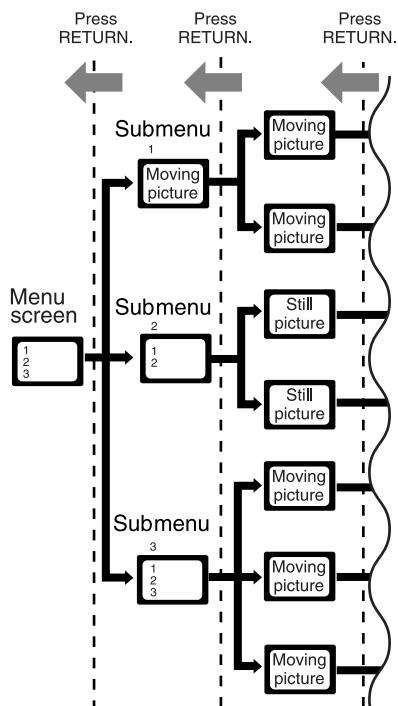 Press
RETURN.
Press
RETURN.
Press
RETURN.
Submenu
1
Moving
picture
Moving
picture
Moving
picture
Menu
screen
1
2
3
Submenu
2
1
2
Still
picture
Still
picture
Submenu
3
1
2
3
Moving
picture
Moving
picture
Moving
picture